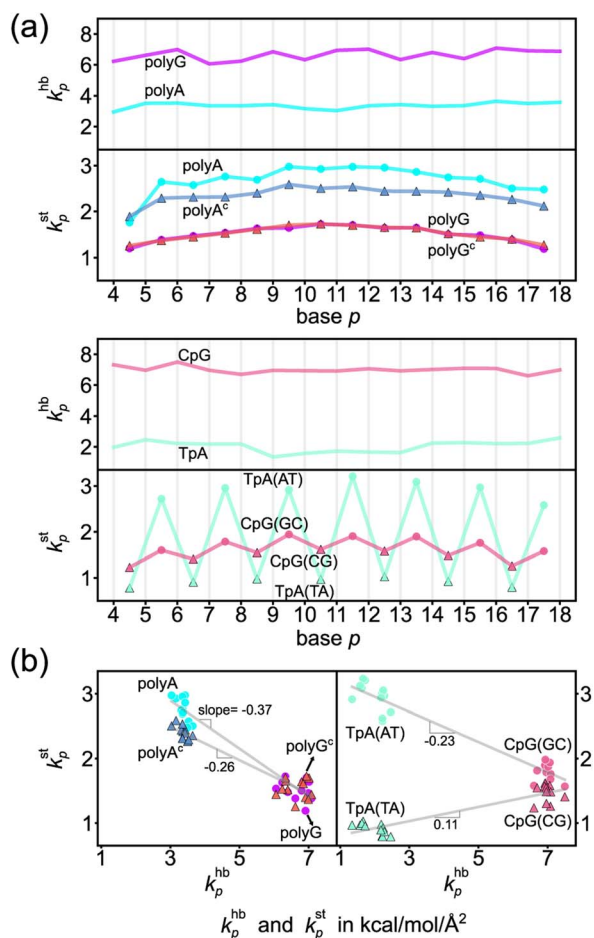 (a)
8
6
4
2
k_p^hb
polyG
polyA
3
2
1
k_p^st
polyA
polyA^c
polyG
polyG^c
4 5 6 7 8 9 10 11 12 13 14 15 16 17 18
base p
8
6
4
2
k_p^hb
CpG
TpA
3
2
1
k_p^st
TpA(AT)
CpG(GC)
CpG(CG)
TpA(TA)
4 5 6 7 8 9 10 11 12 13 14 15 16 17 18
base p
(b)
3
2
1
k_p^st
polyA
slope= -0.37
polyA^c
-0.26
polyG^c
polyG
1 3 5 7
k_p^hb
TpA(AT)
-0.23
CpG(GC)
TpA(TA)
0.11
CpG(CG)
3
2
1
1 3 5 7
k_p^hb
k_p^hb and k_p^st in kcal/mol/Å²